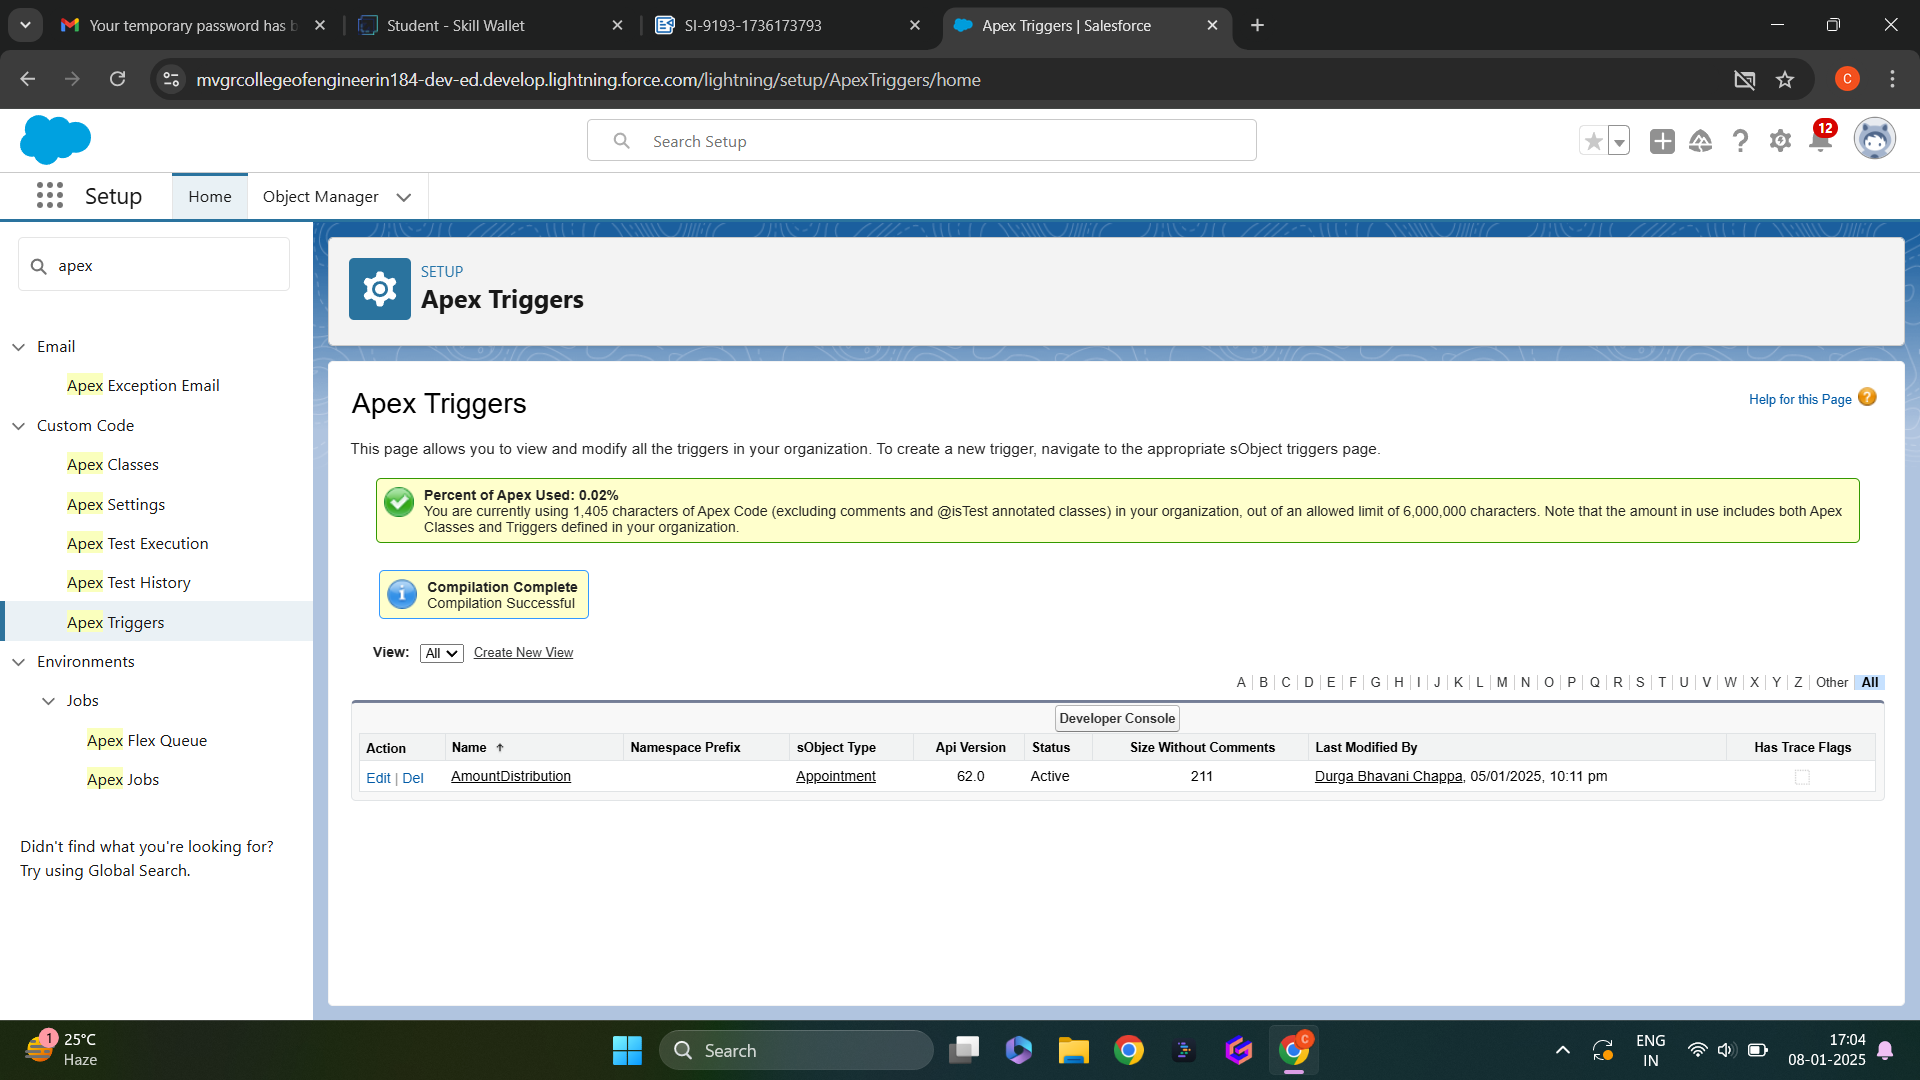 Your temporary password has b
Student - Skill Wallet
SI-9193-1736173793
Apex Triggers | Salesforce
mvgrcollegeofengineerin184-dev-ed.develop.lightning.force.com/lightning/setup/ApexTriggers/home
C
Search Setup
12
Setup
Home
Object Manager
apex
Email
Apex Exception Email
Custom Code
Apex Classes
Apex Settings
Apex Test Execution
Apex Test History
Apex Triggers
Environments
Jobs
Apex Flex Queue
Apex Jobs
Didn't find what you're looking for?
Try using Global Search.
SETUP
Apex Triggers
Apex Triggers
Help for this Page
This page allows you to view and modify all the triggers in your organization. To create a new trigger, navigate to the appropriate sObject triggers page.
Percent of Apex Used: 0.02%
You are currently using 1,405 characters of Apex Code (excluding comments and @isTest annotated classes) in your organization, out of an allowed limit of 6,000,000 characters. Note that the amount in use includes both Apex
Classes and Triggers defined in your organization.
Compilation Complete
Compilation Successful
View: All Create New View
A B C D E F G H I J K L M N O P Q R S T U V W X Y Z Other All
Developer Console
Action Name Namespace Prefix sObject Type Api Version Status Size Without Comments Last Modified By Has Trace Flags
Edit | Del AmountDistribution Appointment 62.0 Active 211 Durga Bhavani Chappa, 05/01/2025, 10:11 pm
1
25°C
Haze
Search
C
ENG
IN
17:04
08-01-2025